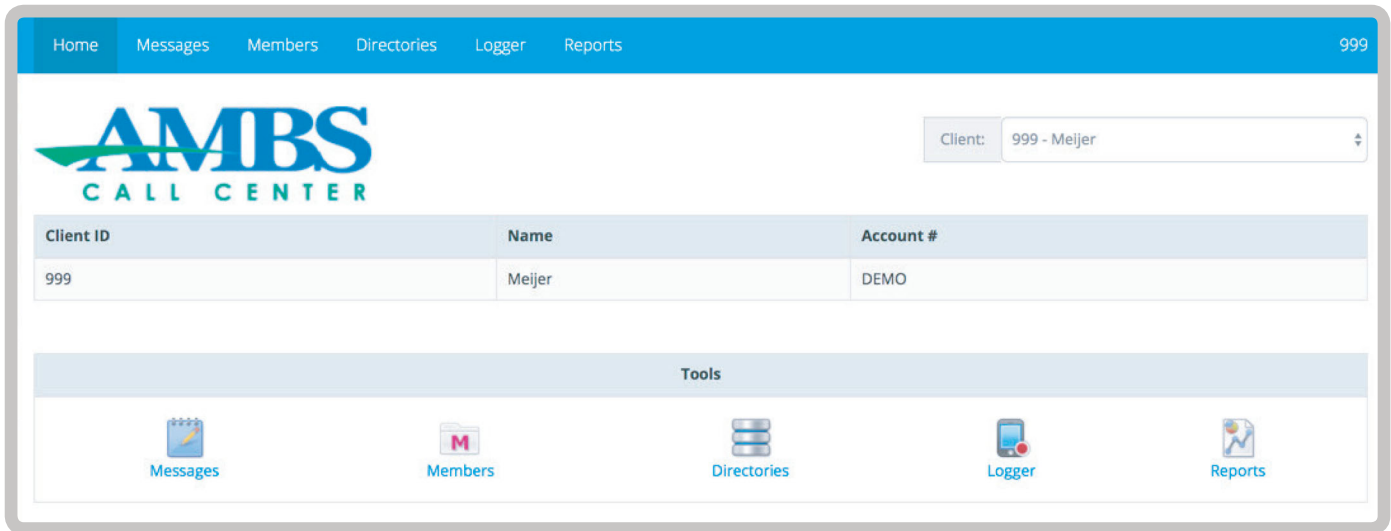 Home Messages Members Directories Logger Reports 999
AMBS
CALL CENTER
Client: 999 - Meijer
Client ID Name Account #
999 Meijer DEMO
Tools
M
Messages Members Directories Logger Reports